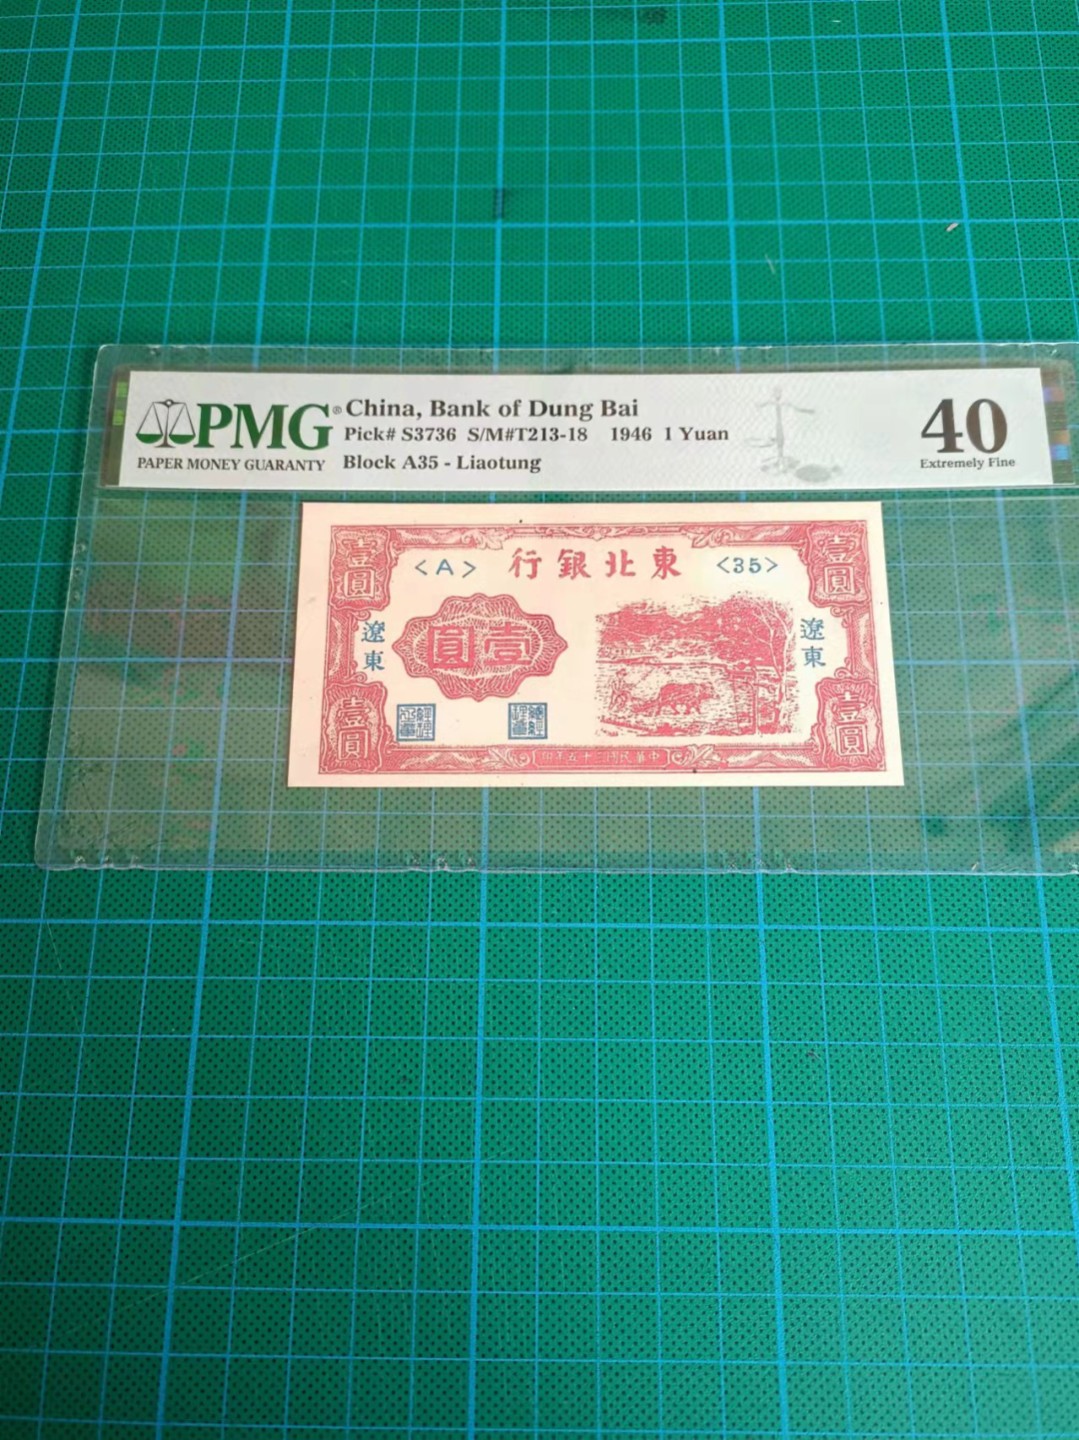 PMG® China, Bank of Dung Bai
Pick# S3736 S/M#T213-18 1946 1 Yuan
PAPER MONEY GUARANTY Block A35 - Liaotung
40
Extremely Fine
壹圓 <A> 行銀北東 <35> 壹圓
遼東 圓壹 遼東
壹圓 壹圓